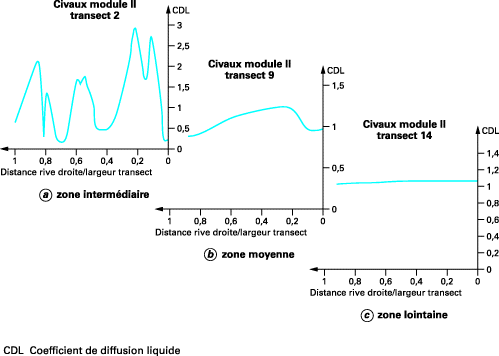 Civaux module II
transect 2
CDL
3
2,5
2
1,5
1
0,5
0
1 0,8 0,6 0,4 0,2 0
Distance rive droite/largeur transect
a zone intermédiaire
Civaux module II
transect 9
CDL
1,5
1
0,5
0
1 0,8 0,6 0,4 0,2 0
Distance rive droite/largeur transect
b zone moyenne
Civaux module II
transect 14
CDL
1,4
1,2
1
0,8
0,6
0,4
0,2
0
1 0,8 0,6 0,4 0,2 0
Distance rive droite/largeur transect
c zone lointaine
CDL Coefficient de diffusion liquide